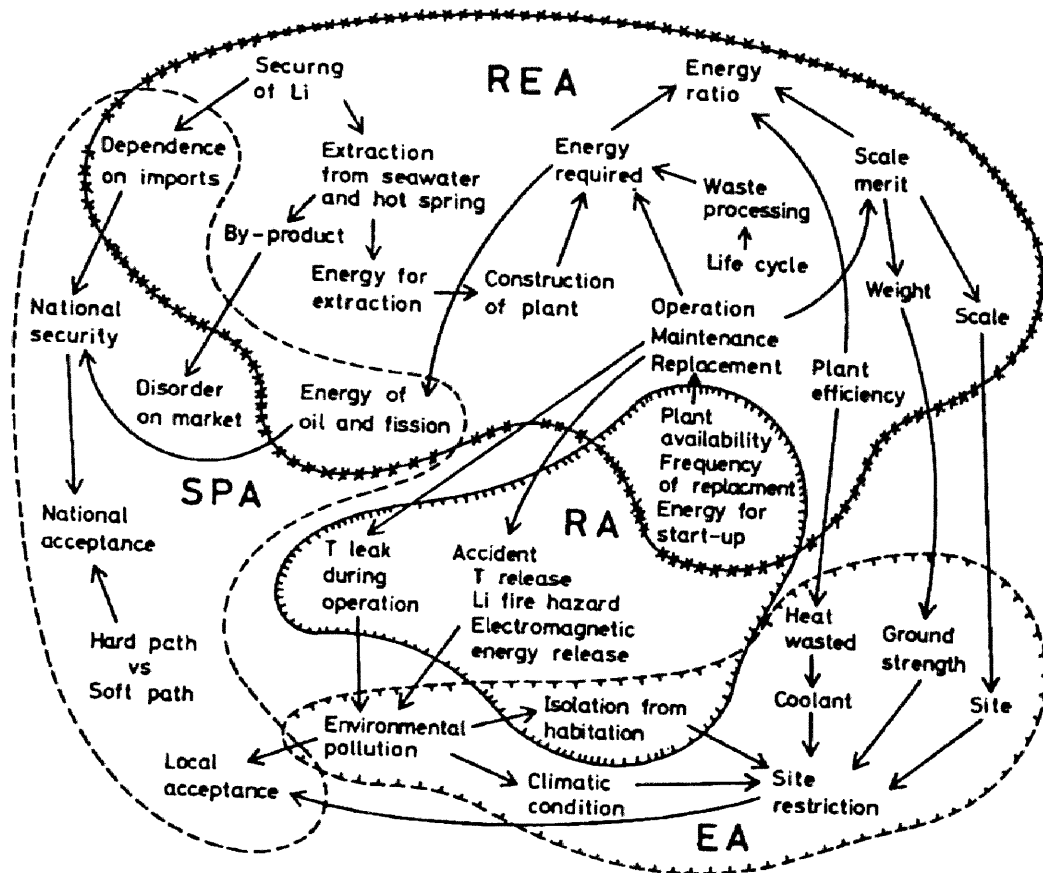 Securng
of Li
REA
Energy
ratio
Dependence
on imports
Extraction
from seawater
and hot spring
Energy
required
Waste
processing
Scale
merit
By-product
Life cycle
Energy for
extraction
Construction
of plant
Operation
Maintenance
Replacement
Weight
Scale
National
security
Disorder
on market
Energy of
oil and fission
Plant
efficiency
Plant
availability
Frequency
of replacment
Energy for
start-up
SPA
RA
National
acceptance
T leak
during
operation
Accident
T release
Li fire hazard
Electromagnetic
energy release
Heat
wasted
Ground
strength
Hard path
vs
Soft path
Coolant
Site
Isolation from
habitation
Environmental
pollution
Local
acceptance
Climatic
condition
Site
restriction
EA